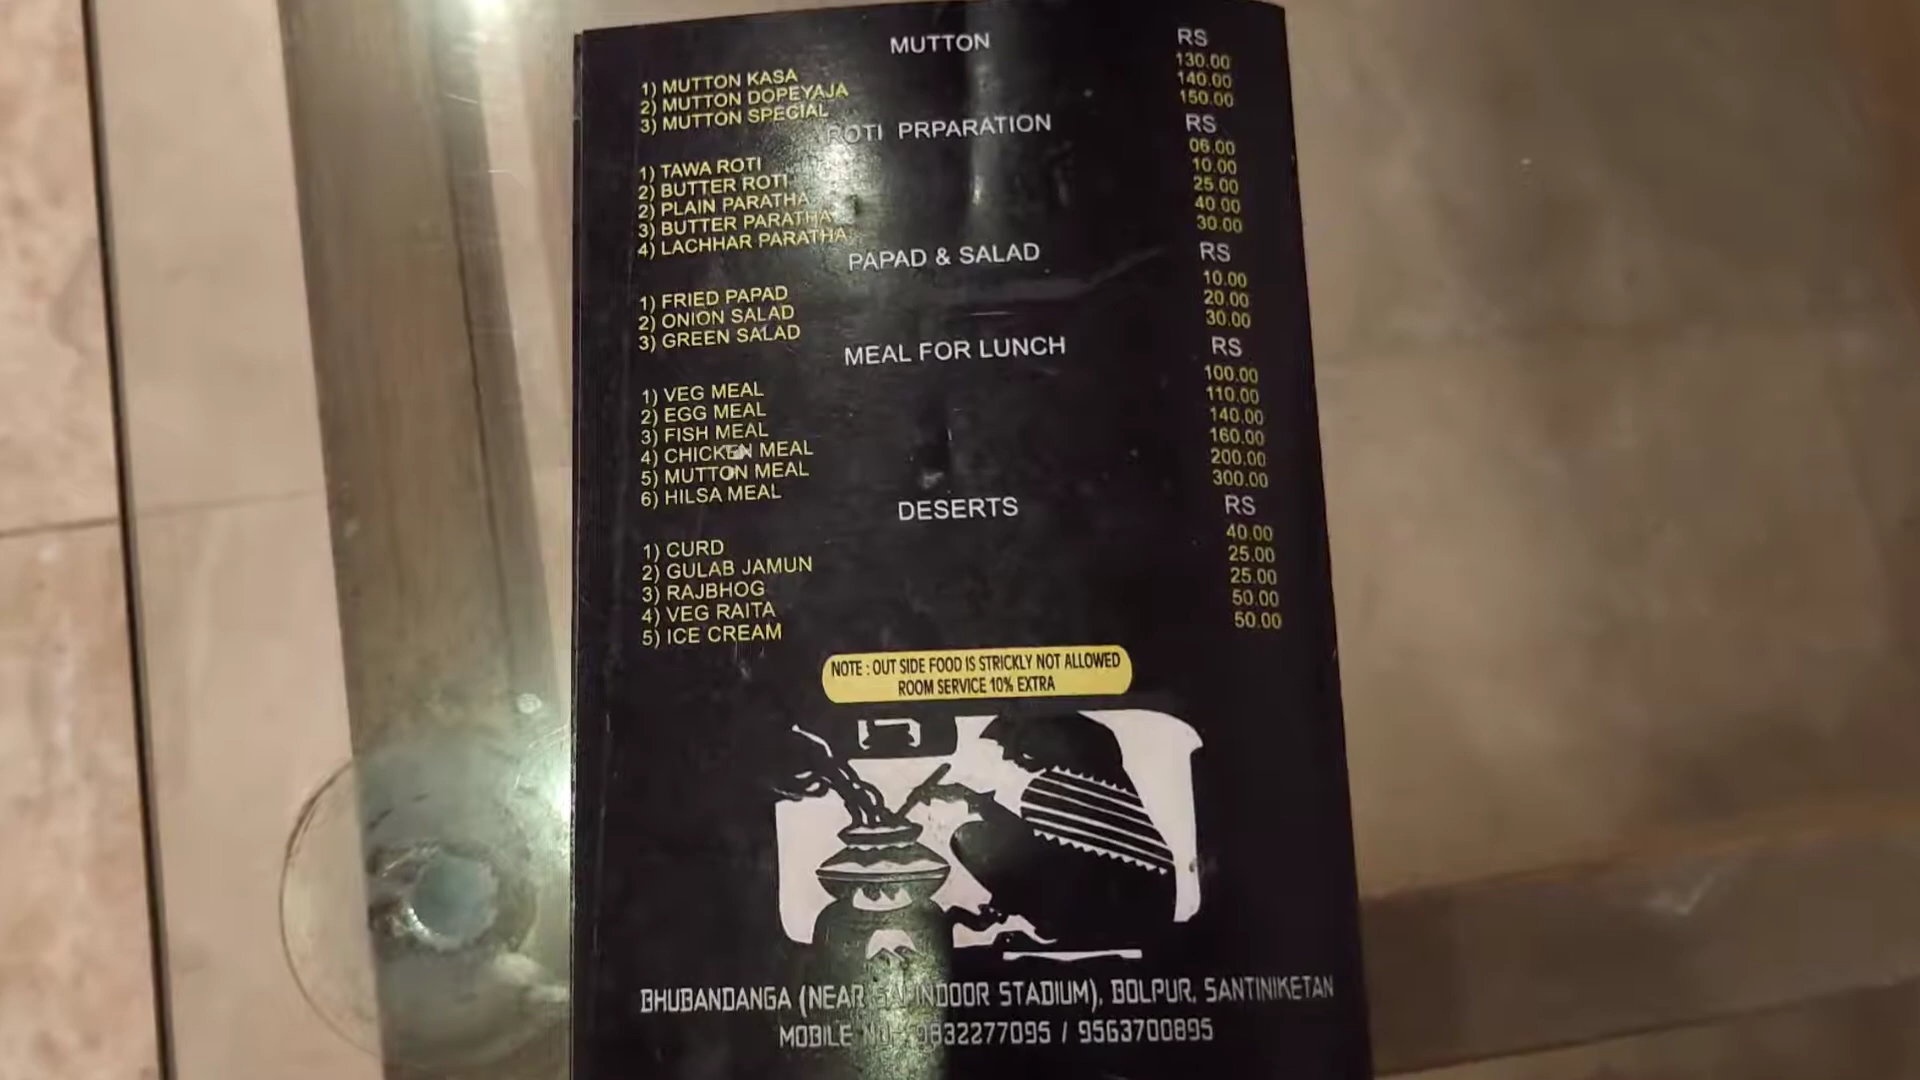 MUTTON RS
1) MUTTON KASA 130.00
2) MUTTON DOPEYAJA 140.00
3) MUTTON SPECIAL 150.00
ROTI PRPARATION RS
1) TAWA ROTI 06.00
2) BUTTER ROTI 10.00
2) PLAIN PARATHA 25.00
3) BUTTER PARATHA 40.00
4) LACHHAR PARATHA 30.00
PAPAD & SALAD RS
1) FRIED PAPAD 10.00
2) ONION SALAD 20.00
3) GREEN SALAD 30.00
MEAL FOR LUNCH RS
1) VEG MEAL 100.00
2) EGG MEAL 110.00
3) FISH MEAL 140.00
4) CHICKEN MEAL 160.00
5) MUTTON MEAL 200.00
6) HILSA MEAL 300.00
DESERTS RS
1) CURD 40.00
2) GULAB JAMUN 25.00
3) RAJBHOG 25.00
4) VEG RAITA 50.00
5) ICE CREAM 50.00
NOTE : OUT SIDE FOOD IS STRICKLY NOT ALLOWED
ROOM SERVICE 10% EXTRA
BHUBANDANGA (NEAR INDOOR STADIUM), BOLPUR, SANTINIKETAN
MOBILE NO 9832277095 / 9563700895